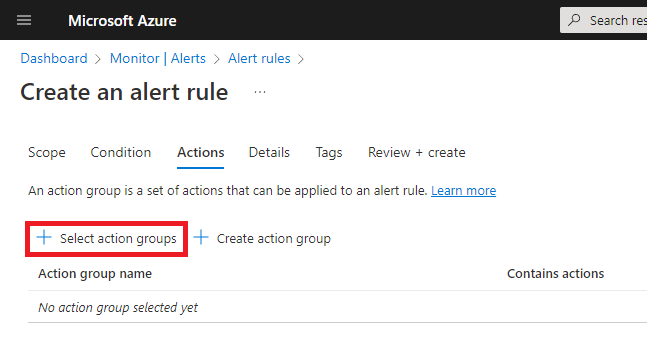 Microsoft Azure
Search res
Dashboard > Monitor | Alerts > Alert rules >
Create an alert rule ...
Scope Condition Actions Details Tags Review + create
An action group is a set of actions that can be applied to an alert rule. Learn more
+ Select action groups + Create action group
Action group name Contains actions
No action group selected yet